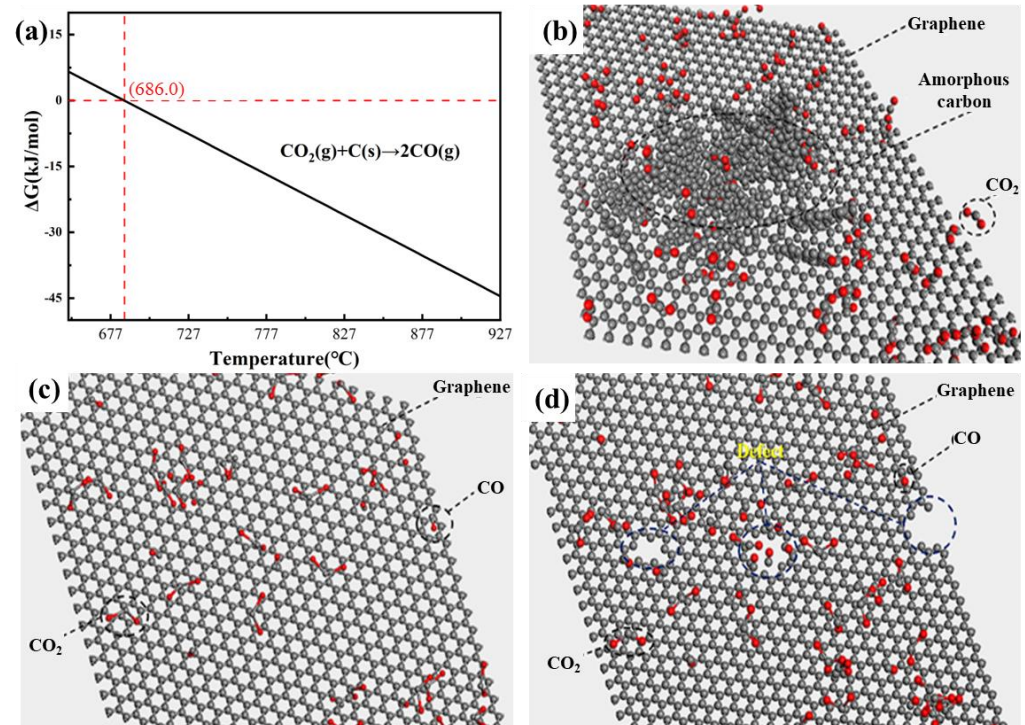 (a)
15
0
-15
-30
-45
ΔG(kJ/mol)
(686.0)
CO₂(g)+C(s)→2CO(g)
677 727 777 827 877 927
Temperature(°C)
(b)
Graphene
Amorphous
carbon
CO₂
(c)
Graphene
CO
CO₂
(d)
Graphene
CO
Defect
CO₂